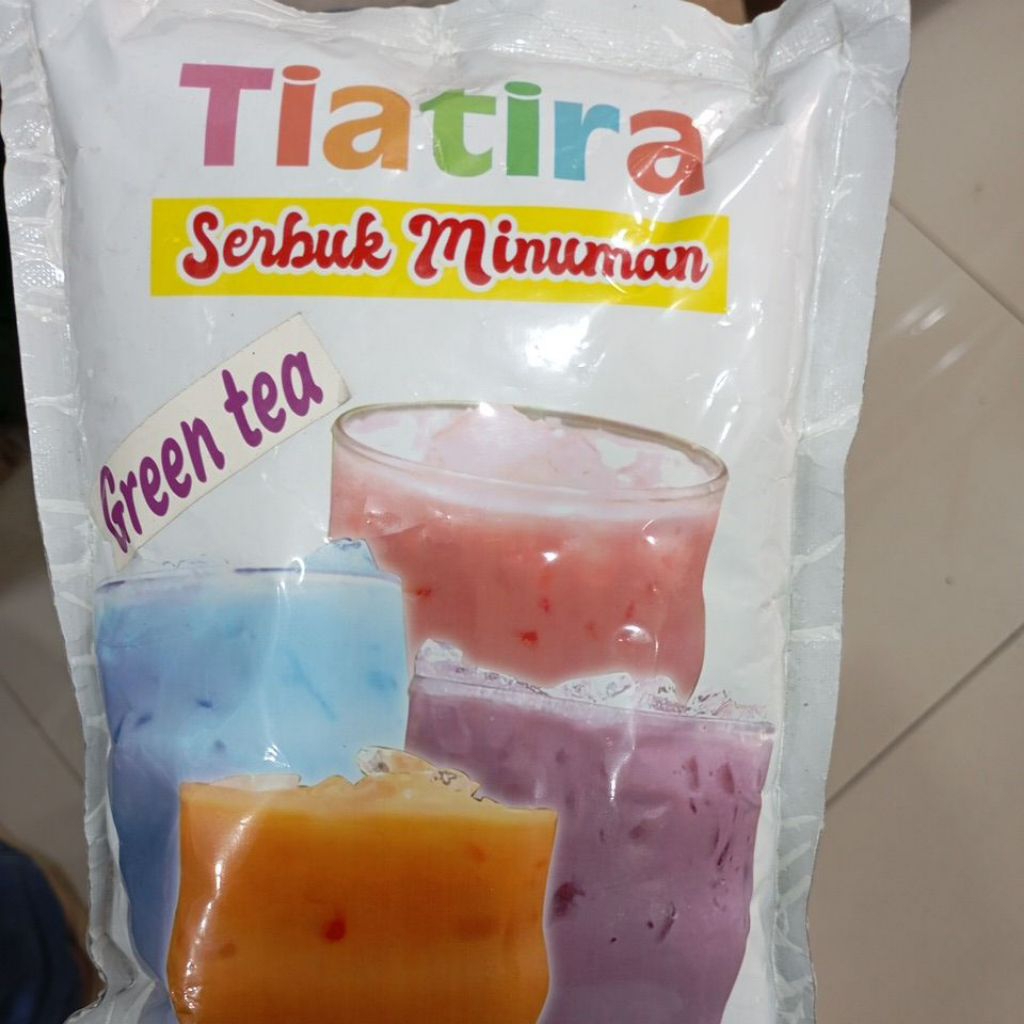 Tiatira
Serbuk Minuman
Green tea